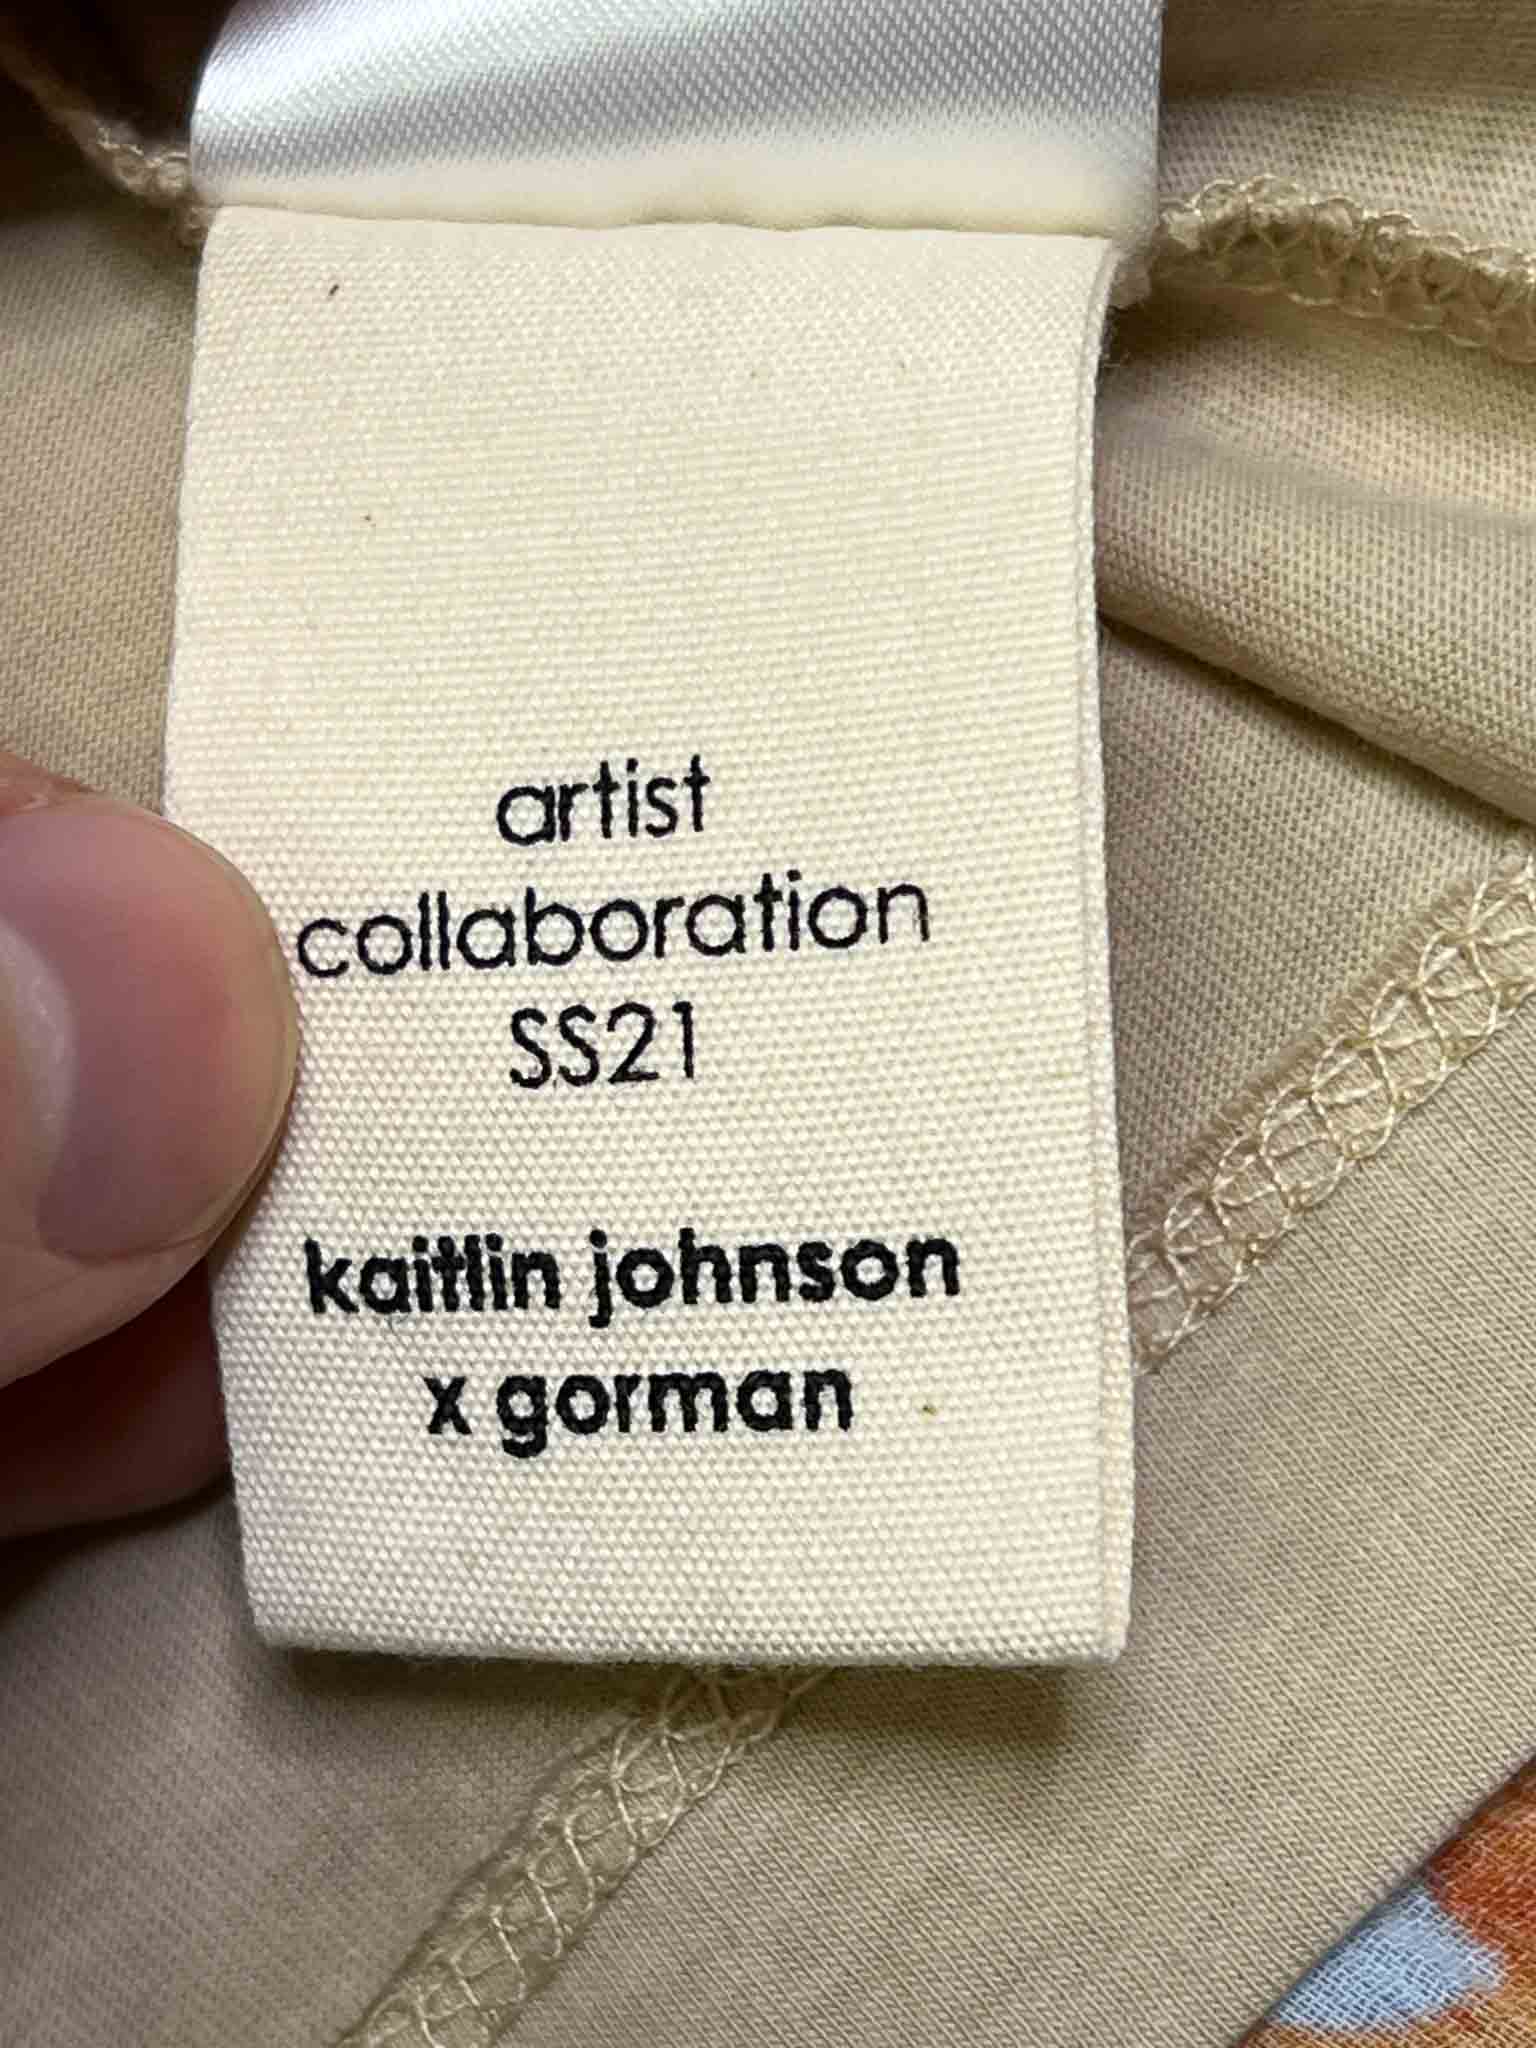 artist
collaboration
SS21
kaitlin johnson
x gorman